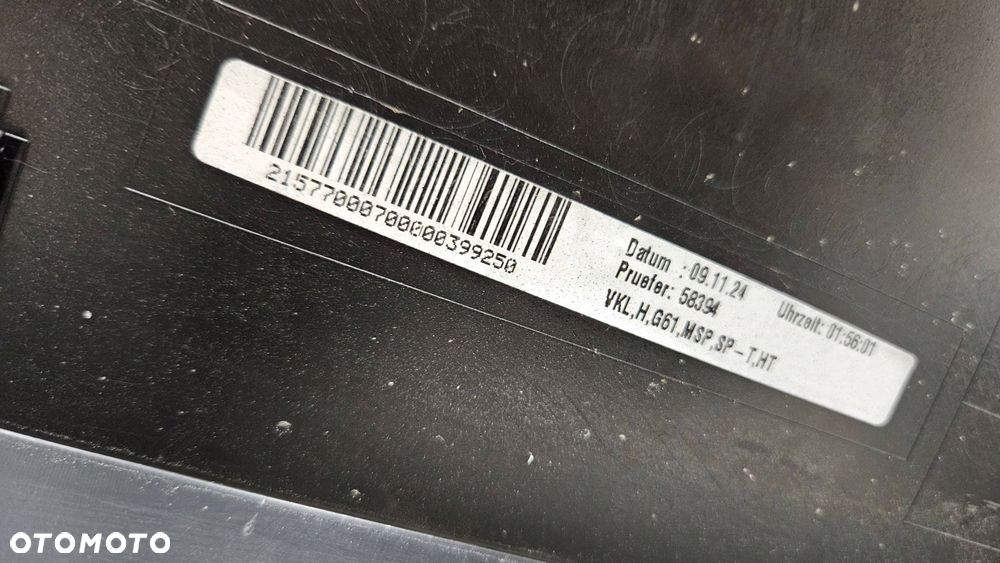 215770007000000399250
Datum : 09.11.24 Uhrzeit: 01:56:01
Pruefer: 58394
VKL,H,G61,MSP,SP-T,HT
OTOMOTO